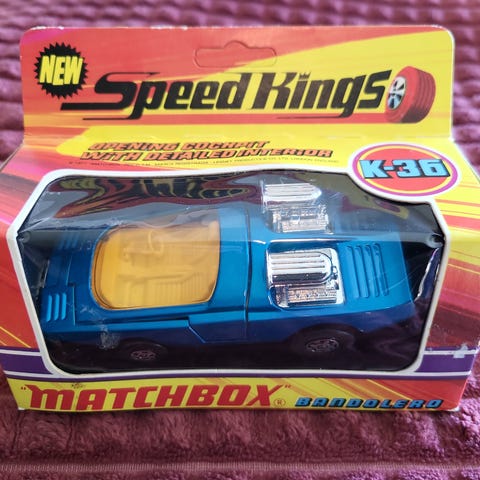 NEW
Speed Kings
OPENING COCKPIT
WITH DETAILED INTERIOR
K-36
"MATCHBOX"®
BANDOLERO